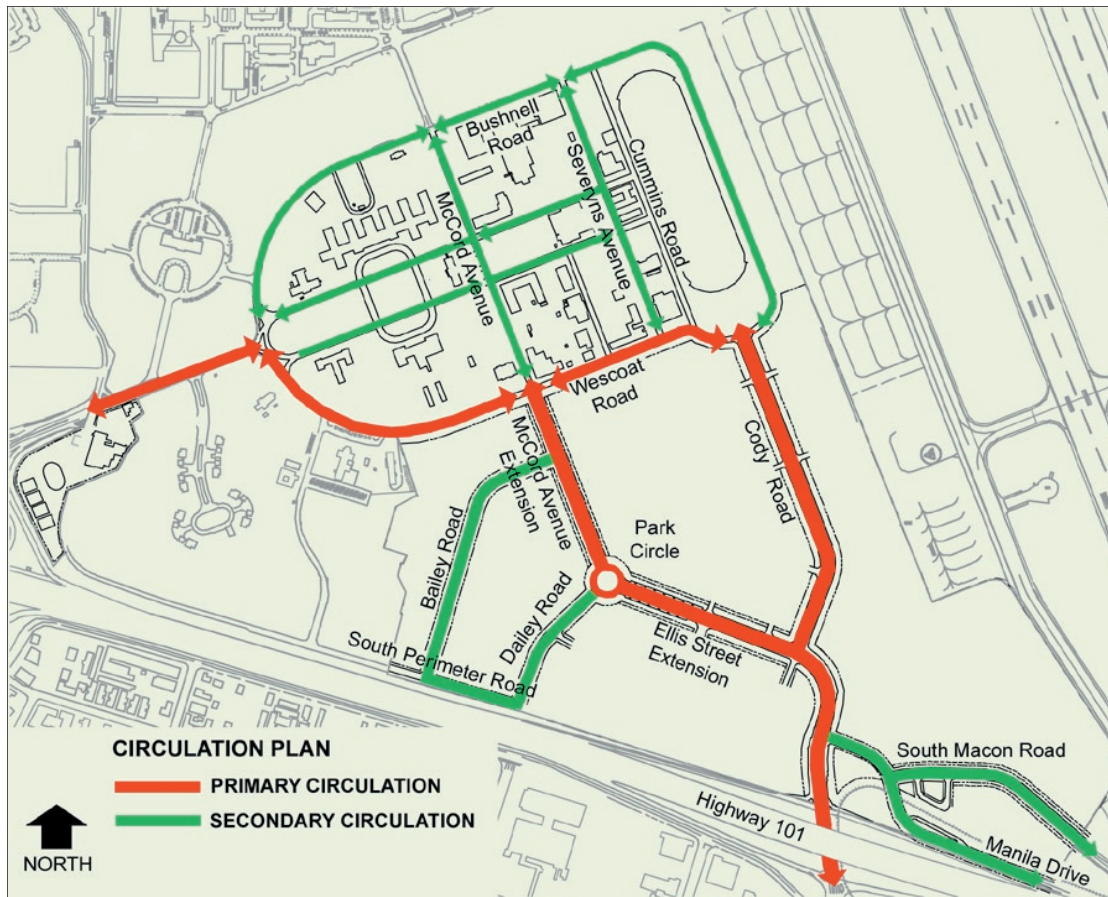 Bushnell
Road
Severyns Avenue
Cummins Road
McCord Avenue
Wescoat
Road
McCord Avenue
Extension
Cody Road
Bailey Road
Park
Circle
Dailey Road
Ellis Street
Extension
South Perimeter Road
South Macon Road
Highway 101
Manila Drive
CIRCULATION PLAN
PRIMARY CIRCULATION
SECONDARY CIRCULATION
NORTH